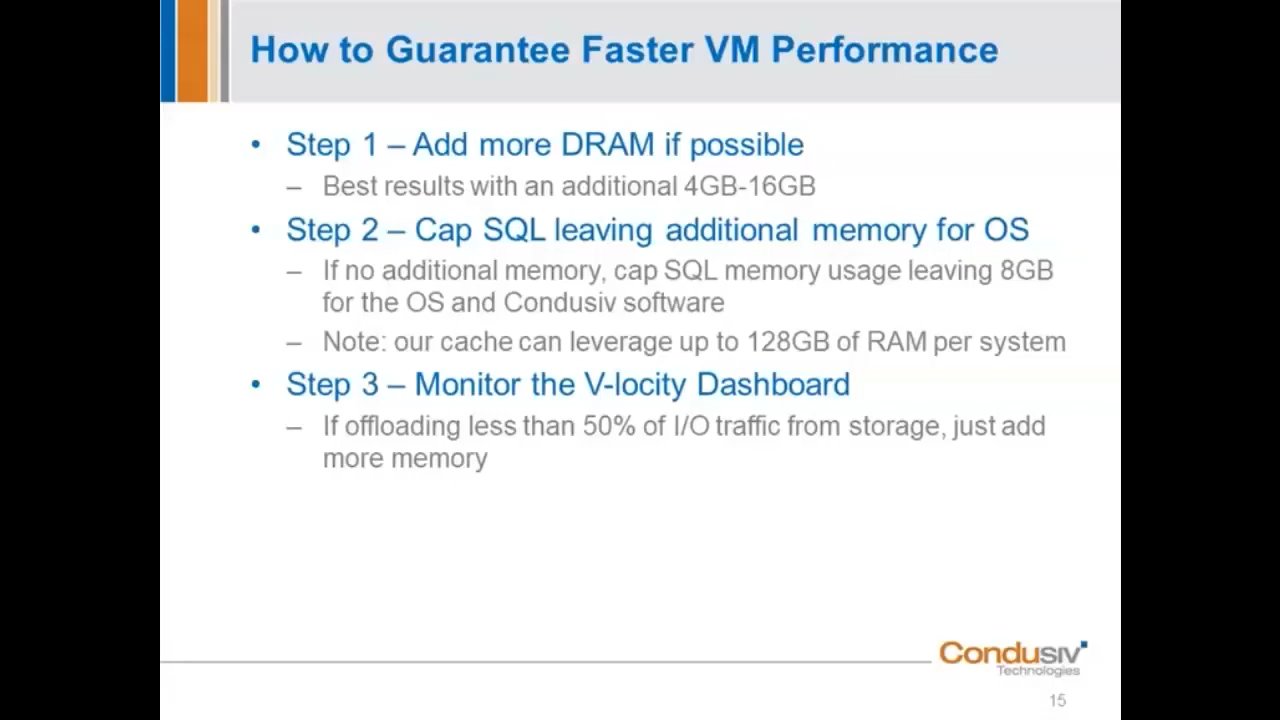 How to Guarantee Faster VM Performance
• Step 1 – Add more DRAM if possible
– Best results with an additional 4GB-16GB
• Step 2 – Cap SQL leaving additional memory for OS
– If no additional memory, cap SQL memory usage leaving 8GB
for the OS and Condusiv software
– Note: our cache can leverage up to 128GB of RAM per system
• Step 3 – Monitor the V-locity Dashboard
– If offloading less than 50% of I/O traffic from storage, just add
more memory
Condusiv
Technologies
15